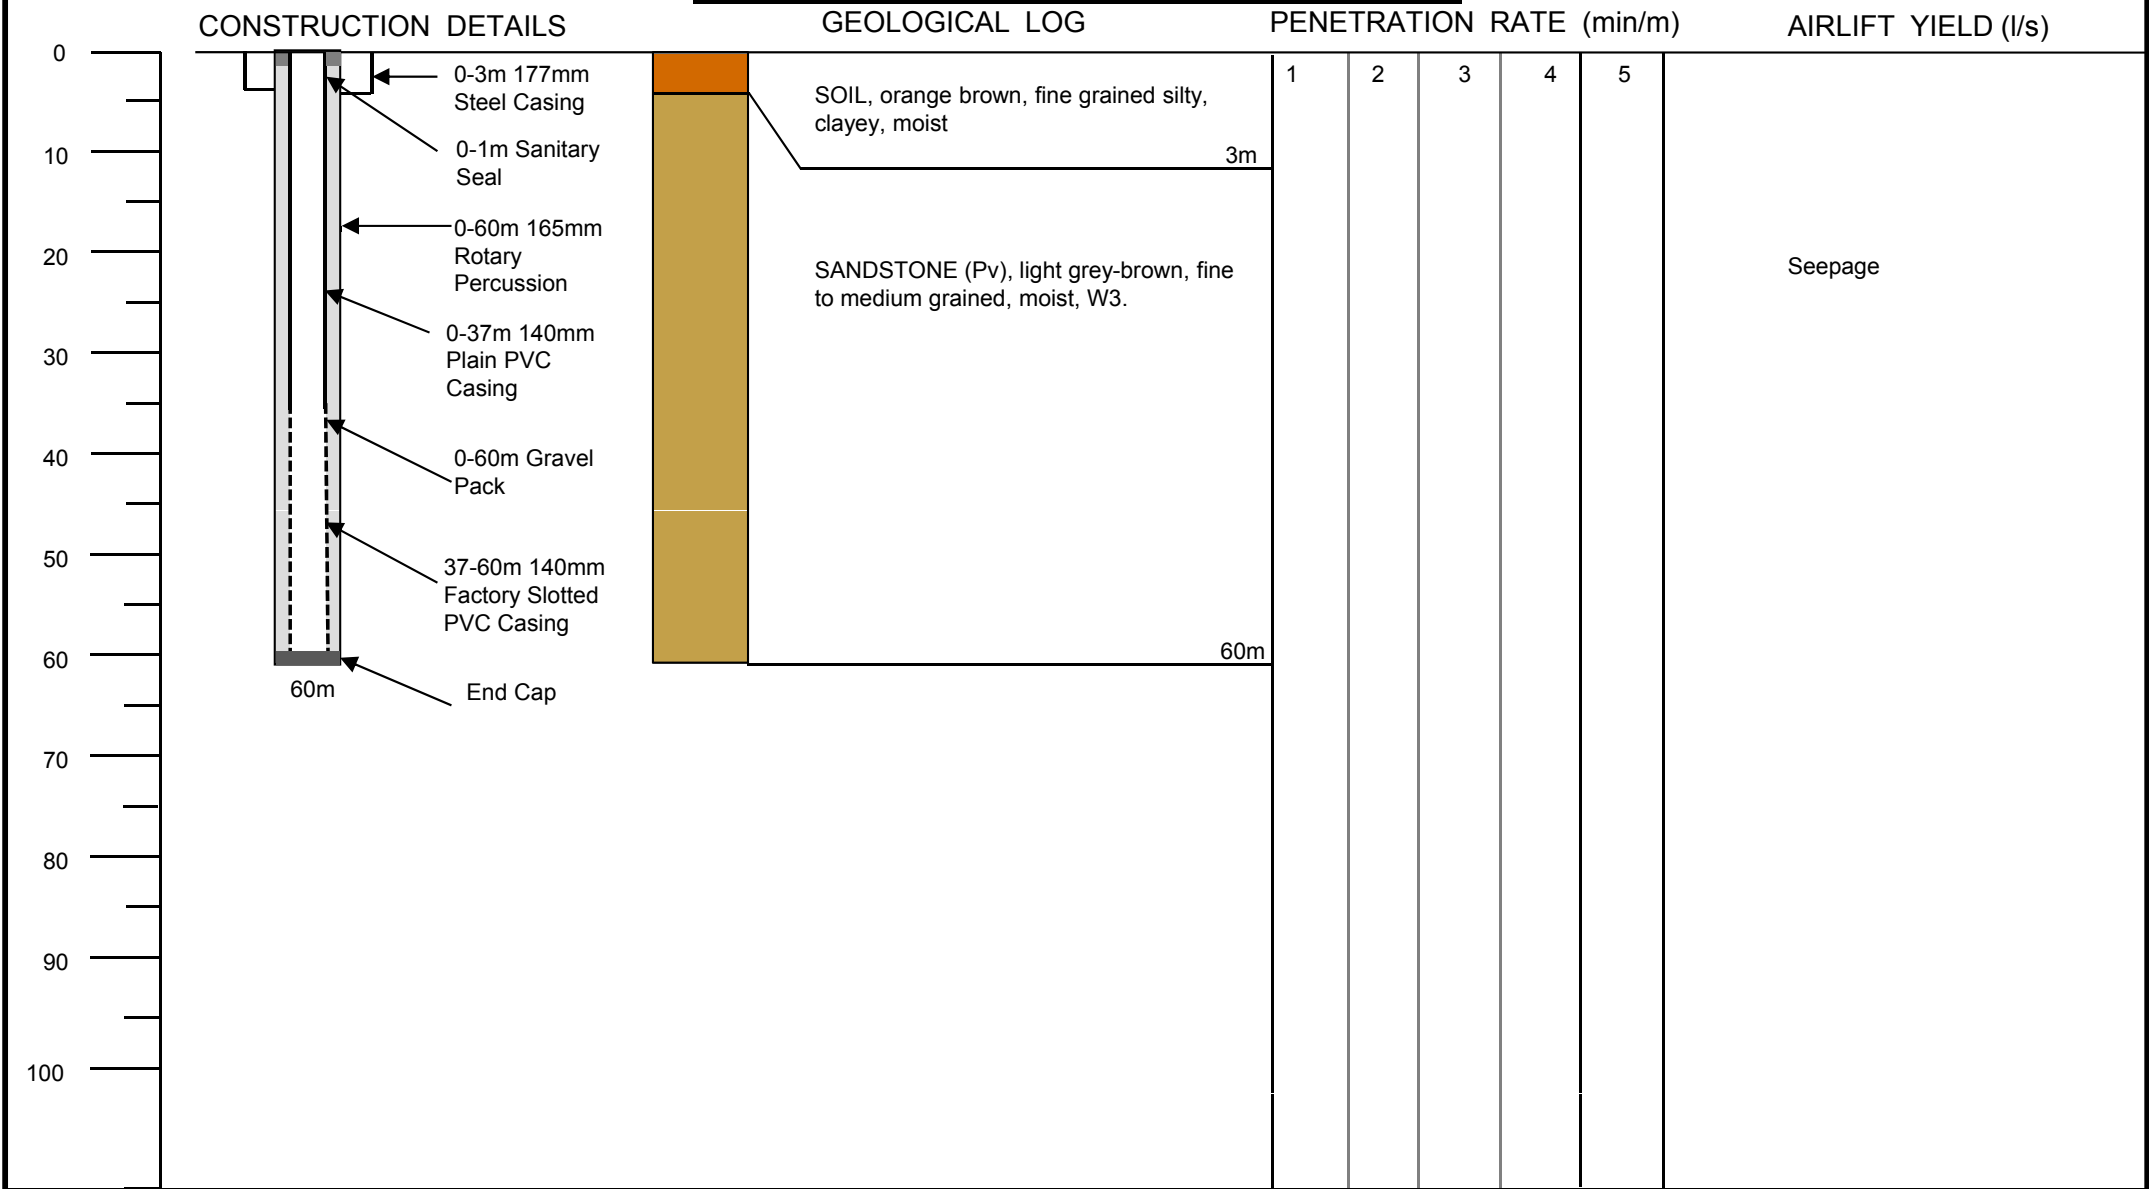 CONSTRUCTION DETAILS
GEOLOGICAL LOG
PENETRATION RATE (min/m)
AIRLIFT YIELD (l/s)
0
10
20
30
40
50
60
70
80
90
100
0-3m 177mm
Steel Casing
0-1m Sanitary
Seal
0-60m 165mm
Rotary
Percussion
0-37m 140mm
Plain PVC
Casing
0-60m Gravel
Pack
37-60m 140mm
Factory Slotted
PVC Casing
End Cap
60m
SOIL, orange brown, fine grained silty,
clayey, moist
3m
SANDSTONE (Pv), light grey-brown, fine
to medium grained, moist, W3.
60m
1 2 3 4 5
Seepage